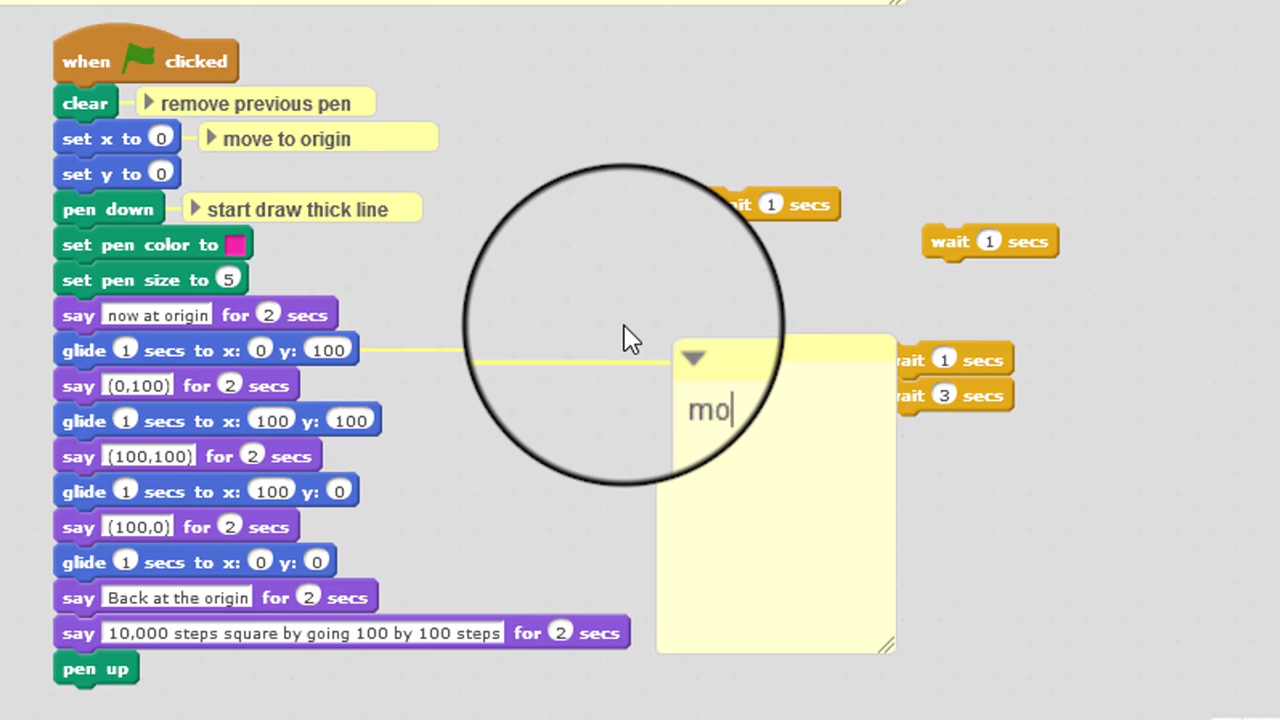 when clicked
clear remove previous pen
set x to 0 move to origin
set y to 0
pen down start draw thick line
set pen color to
set pen size to 5
say now at origin for 2 secs
glide 1 secs to x: 0 y: 100
say (0,100) for 2 secs
glide 1 secs to x: 100 y: 100
say (100,100) for 2 secs
glide 1 secs to x: 100 y: 0
say (100,0) for 2 secs
glide 1 secs to x: 0 y: 0
say Back at the origin for 2 secs
say 10,000 steps square by going 100 by 100 steps for 2 secs
pen up
ait 1 secs
wait 1 secs
mo
ait 1 secs
ait 3 secs